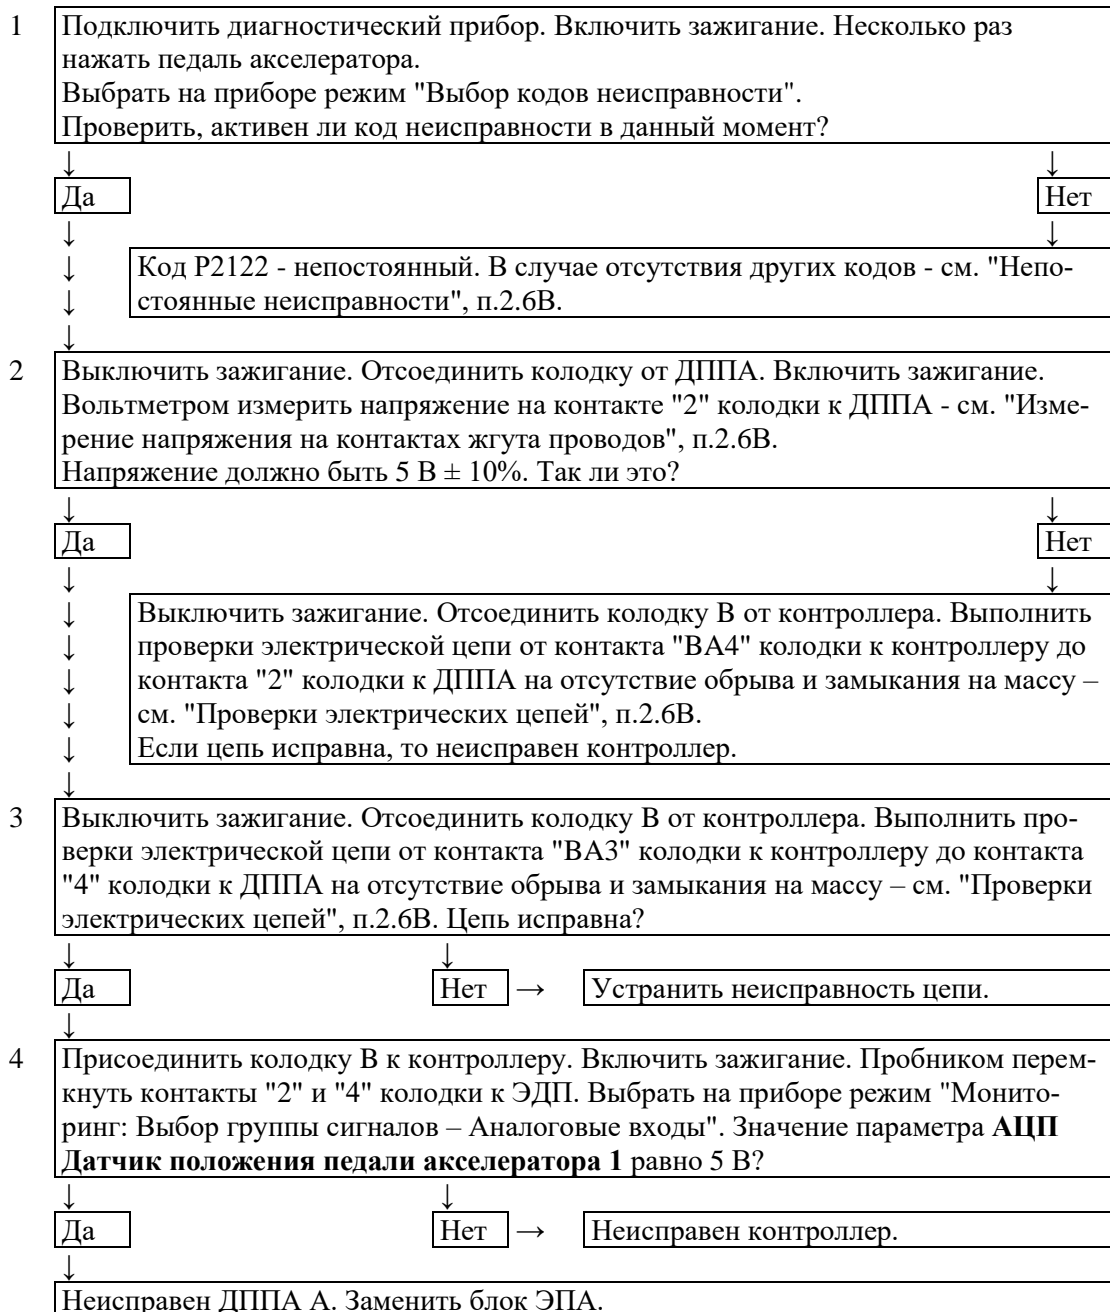 1 Подключить диагностический прибор. Включить зажигание. Несколько раз
нажать педаль акселератора.
Выбрать на приборе режим "Выбор кодов неисправности".
Проверить, активен ли код неисправности в данный момент?
↓ ↓
Да Нет
↓ ↓
↓ Код P2122 - непостоянный. В случае отсутствия других кодов - см. "Непо-
↓ стоянные неисправности", п.2.6В.
↓
2 Выключить зажигание. Отсоединить колодку от ДППА. Включить зажигание.
Вольтметром измерить напряжение на контакте "2" колодки к ДППА - см. "Изме-
рение напряжения на контактах жгута проводов", п.2.6В.
Напряжение должно быть 5 В ± 10%. Так ли это?
↓ ↓
Да Нет
↓ ↓
↓ Выключить зажигание. Отсоединить колодку В от контроллера. Выполнить
↓ проверки электрической цепи от контакта "ВА4" колодки к контроллеру до
↓ контакта "2" колодки к ДППА на отсутствие обрыва и замыкания на массу –
↓ см. "Проверки электрических цепей", п.2.6В.
↓ Если цепь исправна, то неисправен контроллер.
↓
3 Выключить зажигание. Отсоединить колодку В от контроллера. Выполнить про-
верки электрической цепи от контакта "ВА3" колодки к контроллеру до контакта
"4" колодки к ДППА на отсутствие обрыва и замыкания на массу – см. "Проверки
электрических цепей", п.2.6В. Цепь исправна?
↓ ↓
Да Нет → Устранить неисправность цепи.
↓
4 Присоединить колодку В к контроллеру. Включить зажигание. Пробником перем-
кнуть контакты "2" и "4" колодки к ЭДП. Выбрать на приборе режим "Монито-
ринг: Выбор группы сигналов – Аналоговые входы". Значение параметра АЦП
Датчик положения педали акселератора 1 равно 5 В?
↓ ↓
Да Нет → Неисправен контроллер.
↓
Неисправен ДППА А. Заменить блок ЭПА.